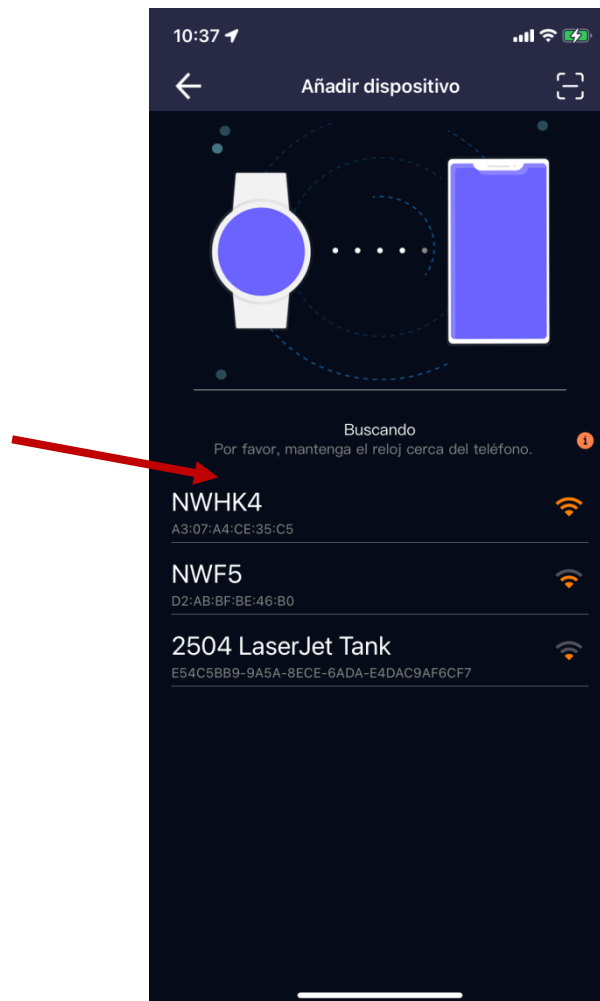 10:37
Añadir dispositivo
Buscando
Por favor, mantenga el reloj cerca del teléfono.
NWHK4
A3:07:A4:CE:35:C5
NWF5
D2:AB:BF:BE:46:B0
2504 LaserJet Tank
E54C5BB9-9A5A-8ECE-6ADA-E4DAC9AF6CF7